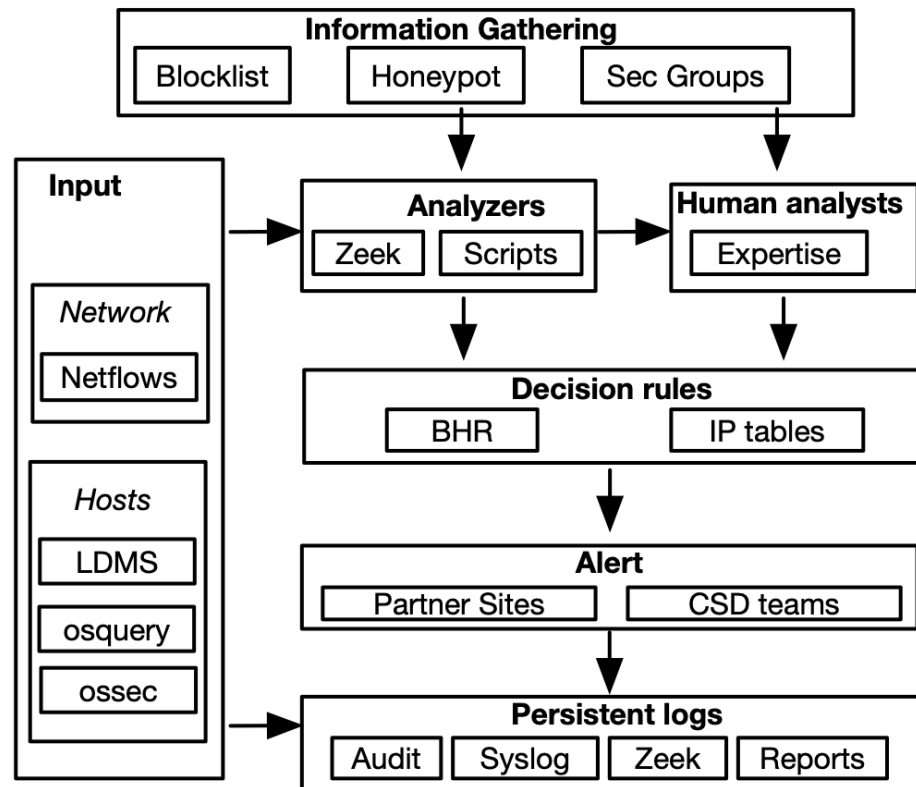 Information Gathering
Blocklist
Honeypot
Sec Groups
Input
Network
Netflows
Hosts
LDMS
osquery
ossec
Analyzers
Zeek
Scripts
Human analysts
Expertise
Decision rules
BHR
IP tables
Alert
Partner Sites
CSD teams
Persistent logs
Audit
Syslog
Zeek
Reports